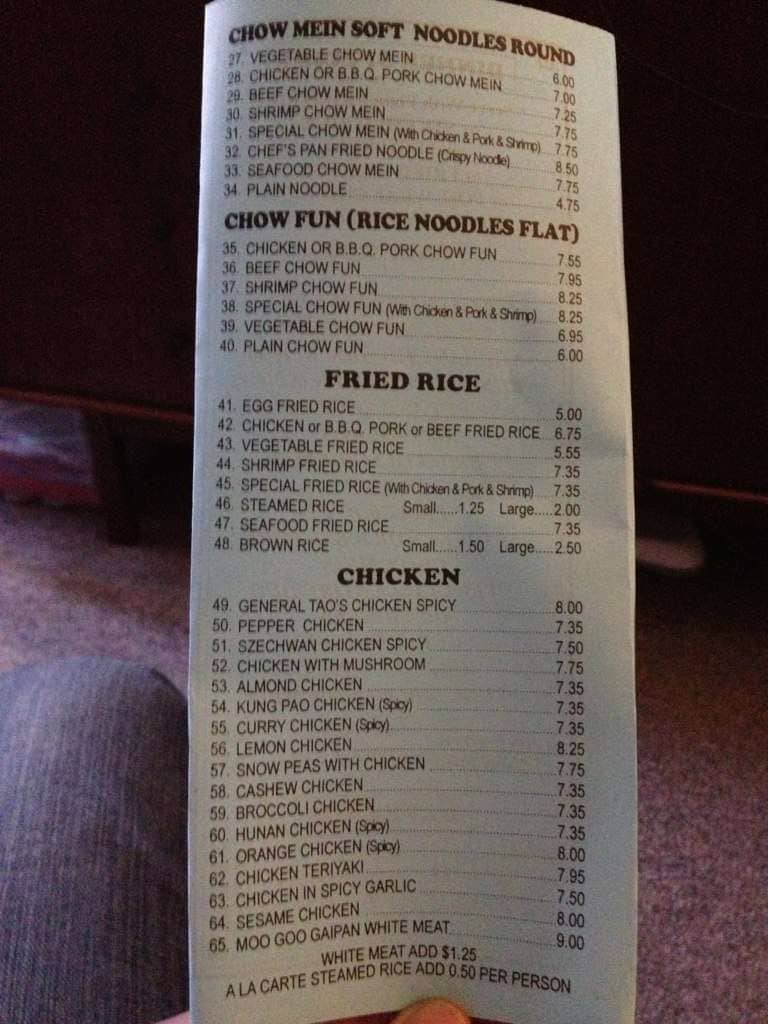 CHOW MEIN SOFT NOODLES ROUND
27. VEGETABLE CHOW MEIN 6.00
28. CHICKEN OR B.B.Q. PORK CHOW MEIN 7.00
29. BEEF CHOW MEIN 7.25
30. SHRIMP CHOW MEIN 7.75
31. SPECIAL CHOW MEIN (With Chicken & Pork & Shrimp) 7.75
32. CHEF'S PAN FRIED NOODLE (Crispy Noodle) 8.50
33. SEAFOOD CHOW MEIN 7.75
34. PLAIN NOODLE 4.75
CHOW FUN (RICE NOODLES FLAT)
35. CHICKEN OR B.B.Q. PORK CHOW FUN 7.55
36. BEEF CHOW FUN 7.95
37. SHRIMP CHOW FUN 8.25
38. SPECIAL CHOW FUN (With Chicken & Pork & Shrimp) 8.25
39. VEGETABLE CHOW FUN 6.95
40. PLAIN CHOW FUN 6.00
FRIED RICE
41. EGG FRIED RICE 5.00
42. CHICKEN or B.B.Q. PORK or BEEF FRIED RICE 6.75
43. VEGETABLE FRIED RICE 5.55
44. SHRIMP FRIED RICE 7.35
45. SPECIAL FRIED RICE (With Chicken & Pork & Shrimp) 7.35
46. STEAMED RICE Small......1.25 Large.....2.00
47. SEAFOOD FRIED RICE 7.35
48. BROWN RICE Small......1.50 Large.....2.50
CHICKEN
49. GENERAL TAO'S CHICKEN SPICY 8.00
50. PEPPER CHICKEN 7.35
51. SZECHWAN CHICKEN SPICY 7.50
52. CHICKEN WITH MUSHROOM 7.75
53. ALMOND CHICKEN 7.35
54. KUNG PAO CHICKEN (Spicy) 7.35
55. CURRY CHICKEN (Spicy) 7.35
56. LEMON CHICKEN 8.25
57. SNOW PEAS WITH CHICKEN 7.75
58. CASHEW CHICKEN 7.35
59. BROCCOLI CHICKEN 7.35
60. HUNAN CHICKEN (Spicy) 7.35
61. ORANGE CHICKEN (Spicy) 8.00
62. CHICKEN TERIYAKI 7.95
63. CHICKEN IN SPICY GARLIC 7.50
64. SESAME CHICKEN 8.00
65. MOO GOO GAIPAN WHITE MEAT 9.00
WHITE MEAT ADD $1.25
A LA CARTE STEAMED RICE ADD 0.50 PER PERSON